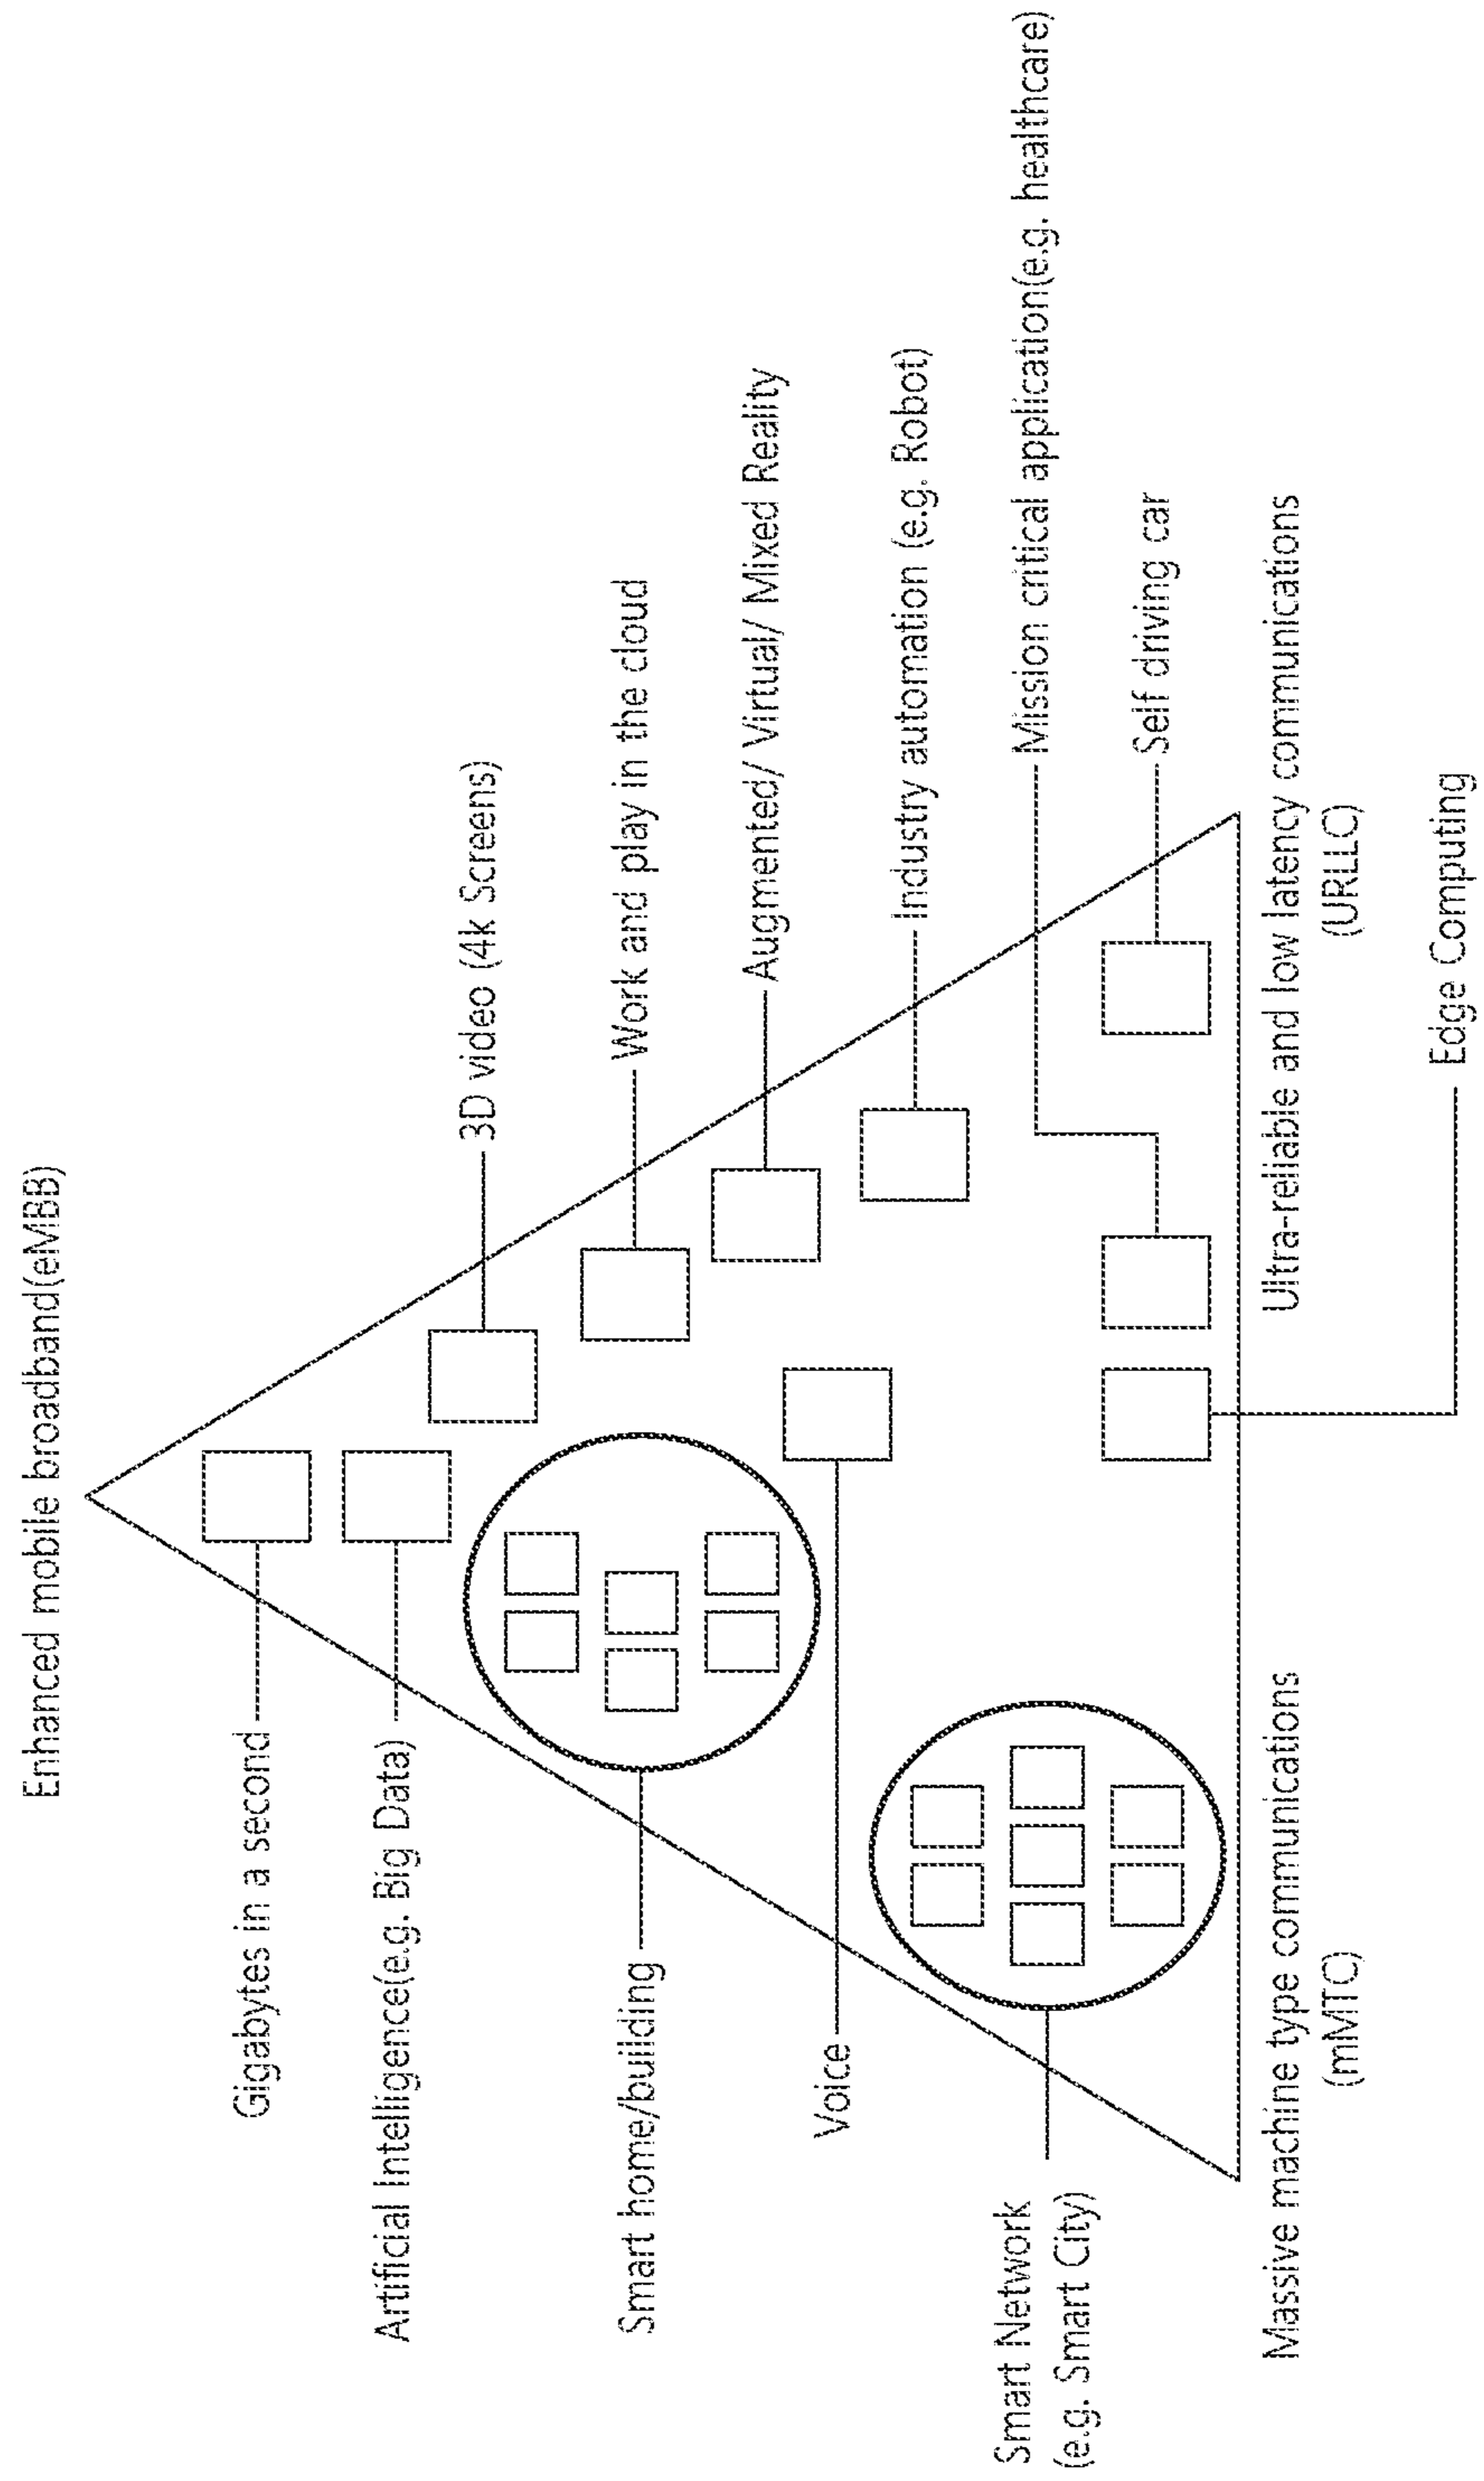 Enhanced mobile broadband(eMBB)
Gigabytes in a second
Artificial Intelligence(e.g. Big Data)
3D video (4k Screens)
Smart home/building
Work and play in the cloud
Augmented/ Virtual/ Mixed Reality
Voice
Industry automation (e.g. Robot)
Smart Network
(e.g. Smart City)
Mission critical application(e.g. healthcare)
Self driving car
Massive machine type communications
(mMTC)
Ultra-reliable and low latency communications
(URLLC)
Edge Computing